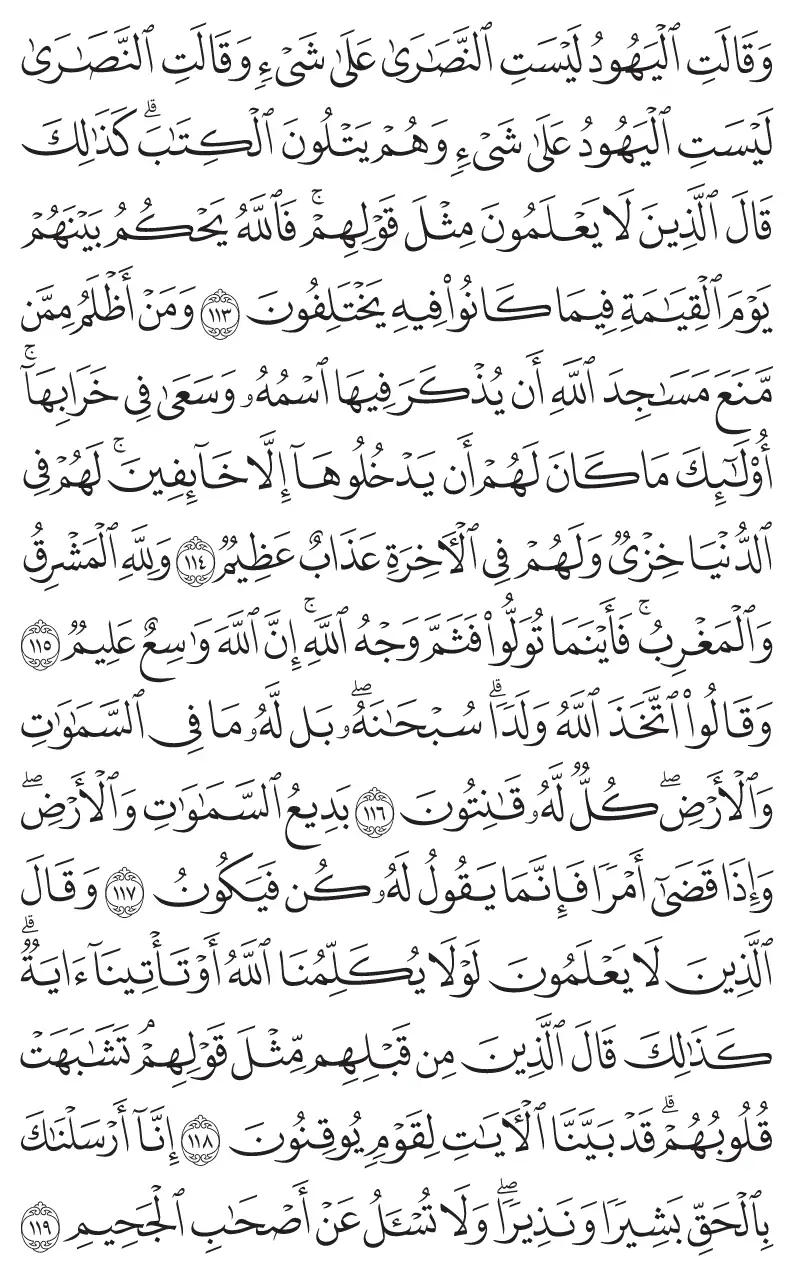 وَقَالَتِ ٱلۡيَهُودُ لَيۡسَتِ ٱلنَّصَٰرَىٰ عَلَىٰ شَيۡءٖ وَقَالَتِ ٱلنَّصَٰرَىٰ
لَيۡسَتِ ٱلۡيَهُودُ عَلَىٰ شَيۡءٖ وَهُمۡ يَتۡلُونَ ٱلۡكِتَٰبَۗ كَذَٰلِكَ
قَالَ ٱلَّذِينَ لَا يَعۡلَمُونَ مِثۡلَ قَوۡلِهِمۡۚ فَٱللَّهُ يَحۡكُمُ بَيۡنَهُمۡ
يَوۡمَ ٱلۡقِيَٰمَةِ فِيمَا كَانُواْ فِيهِ يَخۡتَلِفُونَ ١١٣ وَمَنۡ أَظۡلَمُ مِمَّن
مَّنَعَ مَسَٰجِدَ ٱللَّهِ أَن يُذۡكَرَ فِيهَا ٱسۡمُهُۥ وَسَعَىٰ فِي خَرَابِهَآۚ
أُوْلَٰٓئِكَ مَا كَانَ لَهُمۡ أَن يَدۡخُلُوهَآ إِلَّا خَآئِفِينَۚ لَهُمۡ فِي
ٱلدُّنۡيَا خِزۡيٞ وَلَهُمۡ فِي ٱلۡأٓخِرَةِ عَذَابٌ عَظِيمٞ ١١٤ وَلِلَّهِ ٱلۡمَشۡرِقُ
وَٱلۡمَغۡرِبُۚ فَأَيۡنَمَا تُوَلُّواْ فَثَمَّ وَجۡهُ ٱللَّهِۚ إِنَّ ٱللَّهَ وَٰسِعٌ عَلِيمٞ ١١٥
وَقَالُواْ ٱتَّخَذَ ٱللَّهُ وَلَدٗاۗ سُبۡحَٰنَهُۥۖ بَل لَّهُۥ مَا فِي ٱلسَّمَٰوَٰتِ
وَٱلۡأَرۡضِۖ كُلّٞ لَّهُۥ قَٰنِتُونَ ١١٦ بَدِيعُ ٱلسَّمَٰوَٰتِ وَٱلۡأَرۡضِۖ
وَإِذَا قَضَىٰٓ أَمۡرٗا فَإِنَّمَا يَقُولُ لَهُۥ كُن فَيَكُونُ ١١٧ وَقَالَ
ٱلَّذِينَ لَا يَعۡلَمُونَ لَوۡلَا يُكَلِّمُنَا ٱللَّهُ أَوۡ تَأۡتِينَآ ءَايَةٞۗ
كَذَٰلِكَ قَالَ ٱلَّذِينَ مِن قَبۡلِهِم مِّثۡلَ قَوۡلِهِمۡۘ تَشَٰبَهَتۡ
قُلُوبُهُمۡۗ قَدۡ بَيَّنَّا ٱلۡأٓيَٰتِ لِقَوۡمٖ يُوقِنُونَ ١١٨ إِنَّآ أَرۡسَلۡنَٰكَ
بِٱلۡحَقِّ بَشِيرٗا وَنَذِيرٗاۖ وَلَا تُسۡـَٔلُ عَنۡ أَصۡحَٰبِ ٱلۡجَحِيمِ ١١٩